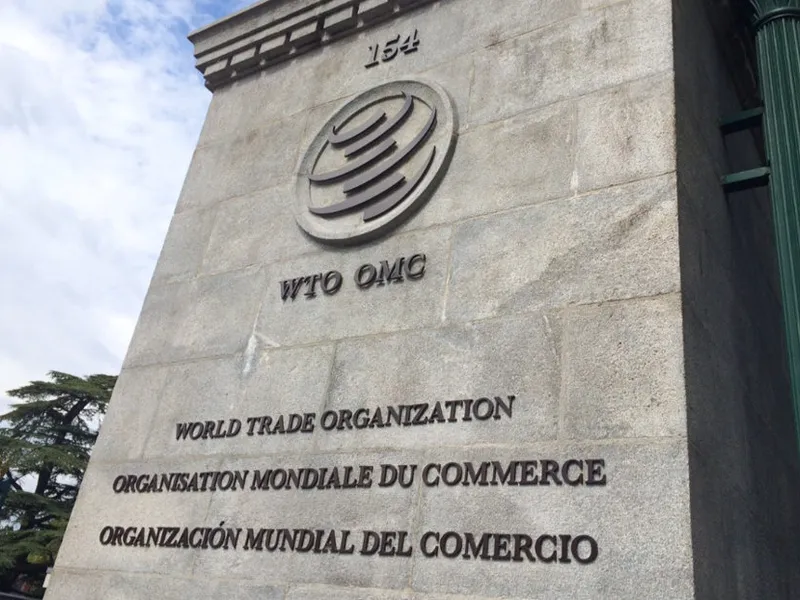 154
WTO OMC
WORLD TRADE ORGANIZATION
ORGANISATION MONDIALE DU COMMERCE
ORGANIZACIÓN MUNDIAL DEL COMERCIO